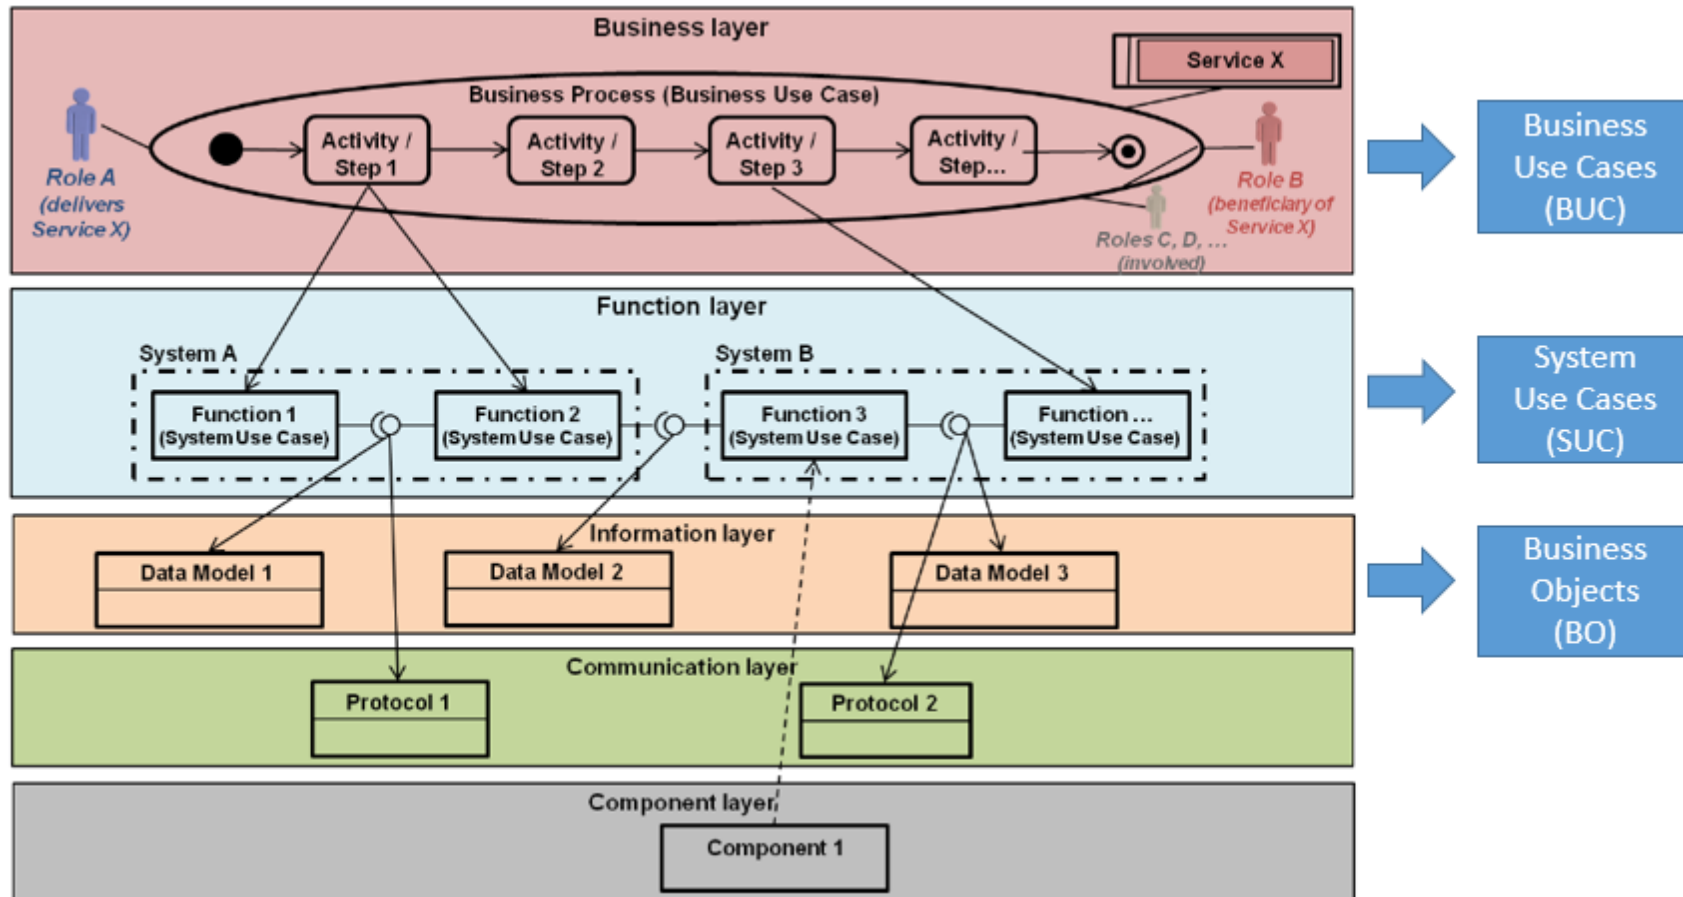 Business layer
Service X
Business Process (Business Use Case)
Activity /
Step 1
Activity /
Step 2
Activity /
Step 3
Activity /
Step...
Role A
(delivers
Service X)
Role B
(beneficiary of
Service X)
Roles C, D, ...
(involved)
Business
Use Cases
(BUC)
Function layer
System A
System B
Function 1
(System Use Case)
Function 2
(System Use Case)
Function 3
(System Use Case)
Function ...
(System Use Case)
System
Use Cases
(SUC)
Information layer
Data Model 1
Data Model 2
Data Model 3
Business
Objects
(BO)
Communication layer
Protocol 1
Protocol 2
Component layer
Component 1